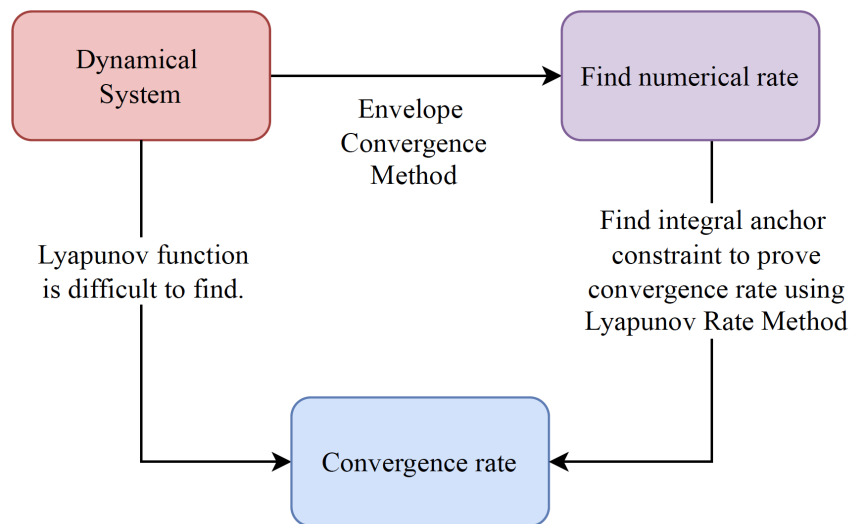 Dynamical
System
Find numerical rate
Envelope
Convergence
Method
Lyapunov function
is difficult to find.
Find integral anchor
constraint to prove
convergence rate using
Lyapunov Rate Method
Convergence rate